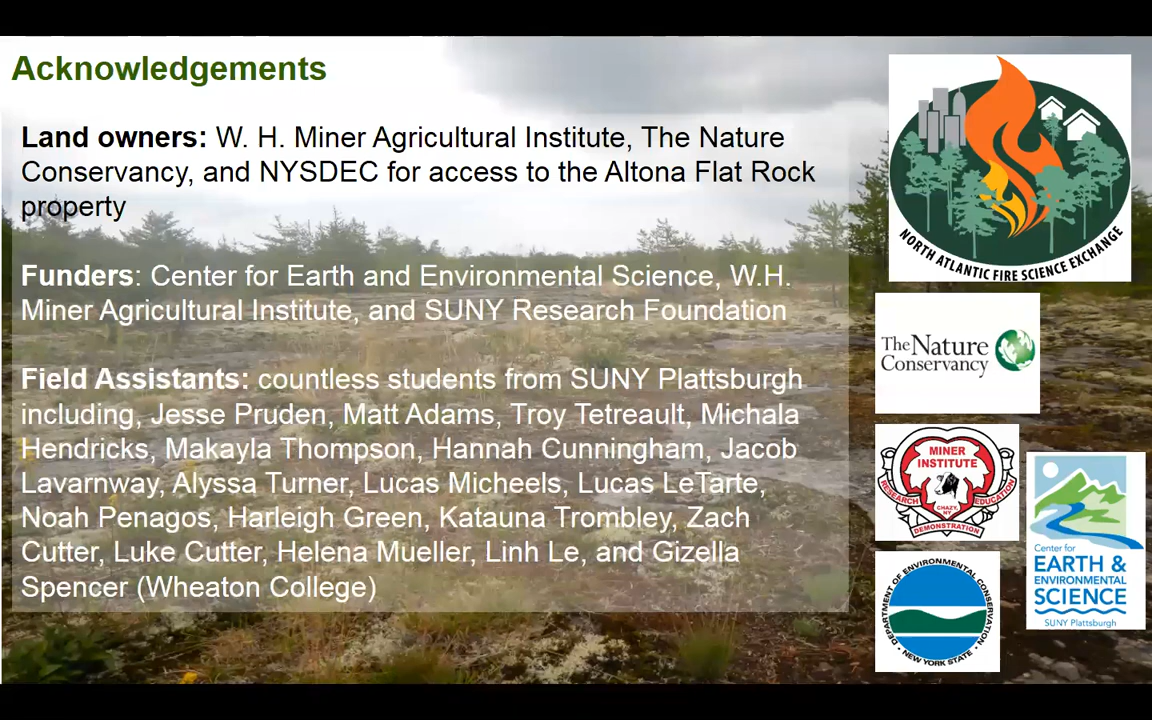 Acknowledgements
Land owners: W. H. Miner Agricultural Institute, The Nature
Conservancy, and NYSDEC for access to the Altona Flat Rock
property
Funders: Center for Earth and Environmental Science, W.H.
Miner Agricultural Institute, and SUNY Research Foundation
Field Assistants: countless students from SUNY Plattsburgh
including, Jesse Pruden, Matt Adams, Troy Tetreault, Michala
Hendricks, Makayla Thompson, Hannah Cunningham, Jacob
Lavarnway, Alyssa Turner, Lucas Micheels, Lucas LeTarte,
Noah Penagos, Harleigh Green, Katauna Trombley, Zach
Cutter, Luke Cutter, Helena Mueller, Linh Le, and Gizella
Spencer (Wheaton College)
NORTH ATLANTIC FIRE SCIENCE EXCHANGE
The Nature
Conservancy
MINER
INSTITUTE
RESEARCH
EDUCATION
CHAZY,
NY
DEMONSTRATION
Center for
EARTH &
ENVIRONMENTAL
SCIENCE
SUNY Plattsburgh
DEPARTMENT OF ENVIRONMENTAL CONSERVATION
NEW YORK STATE